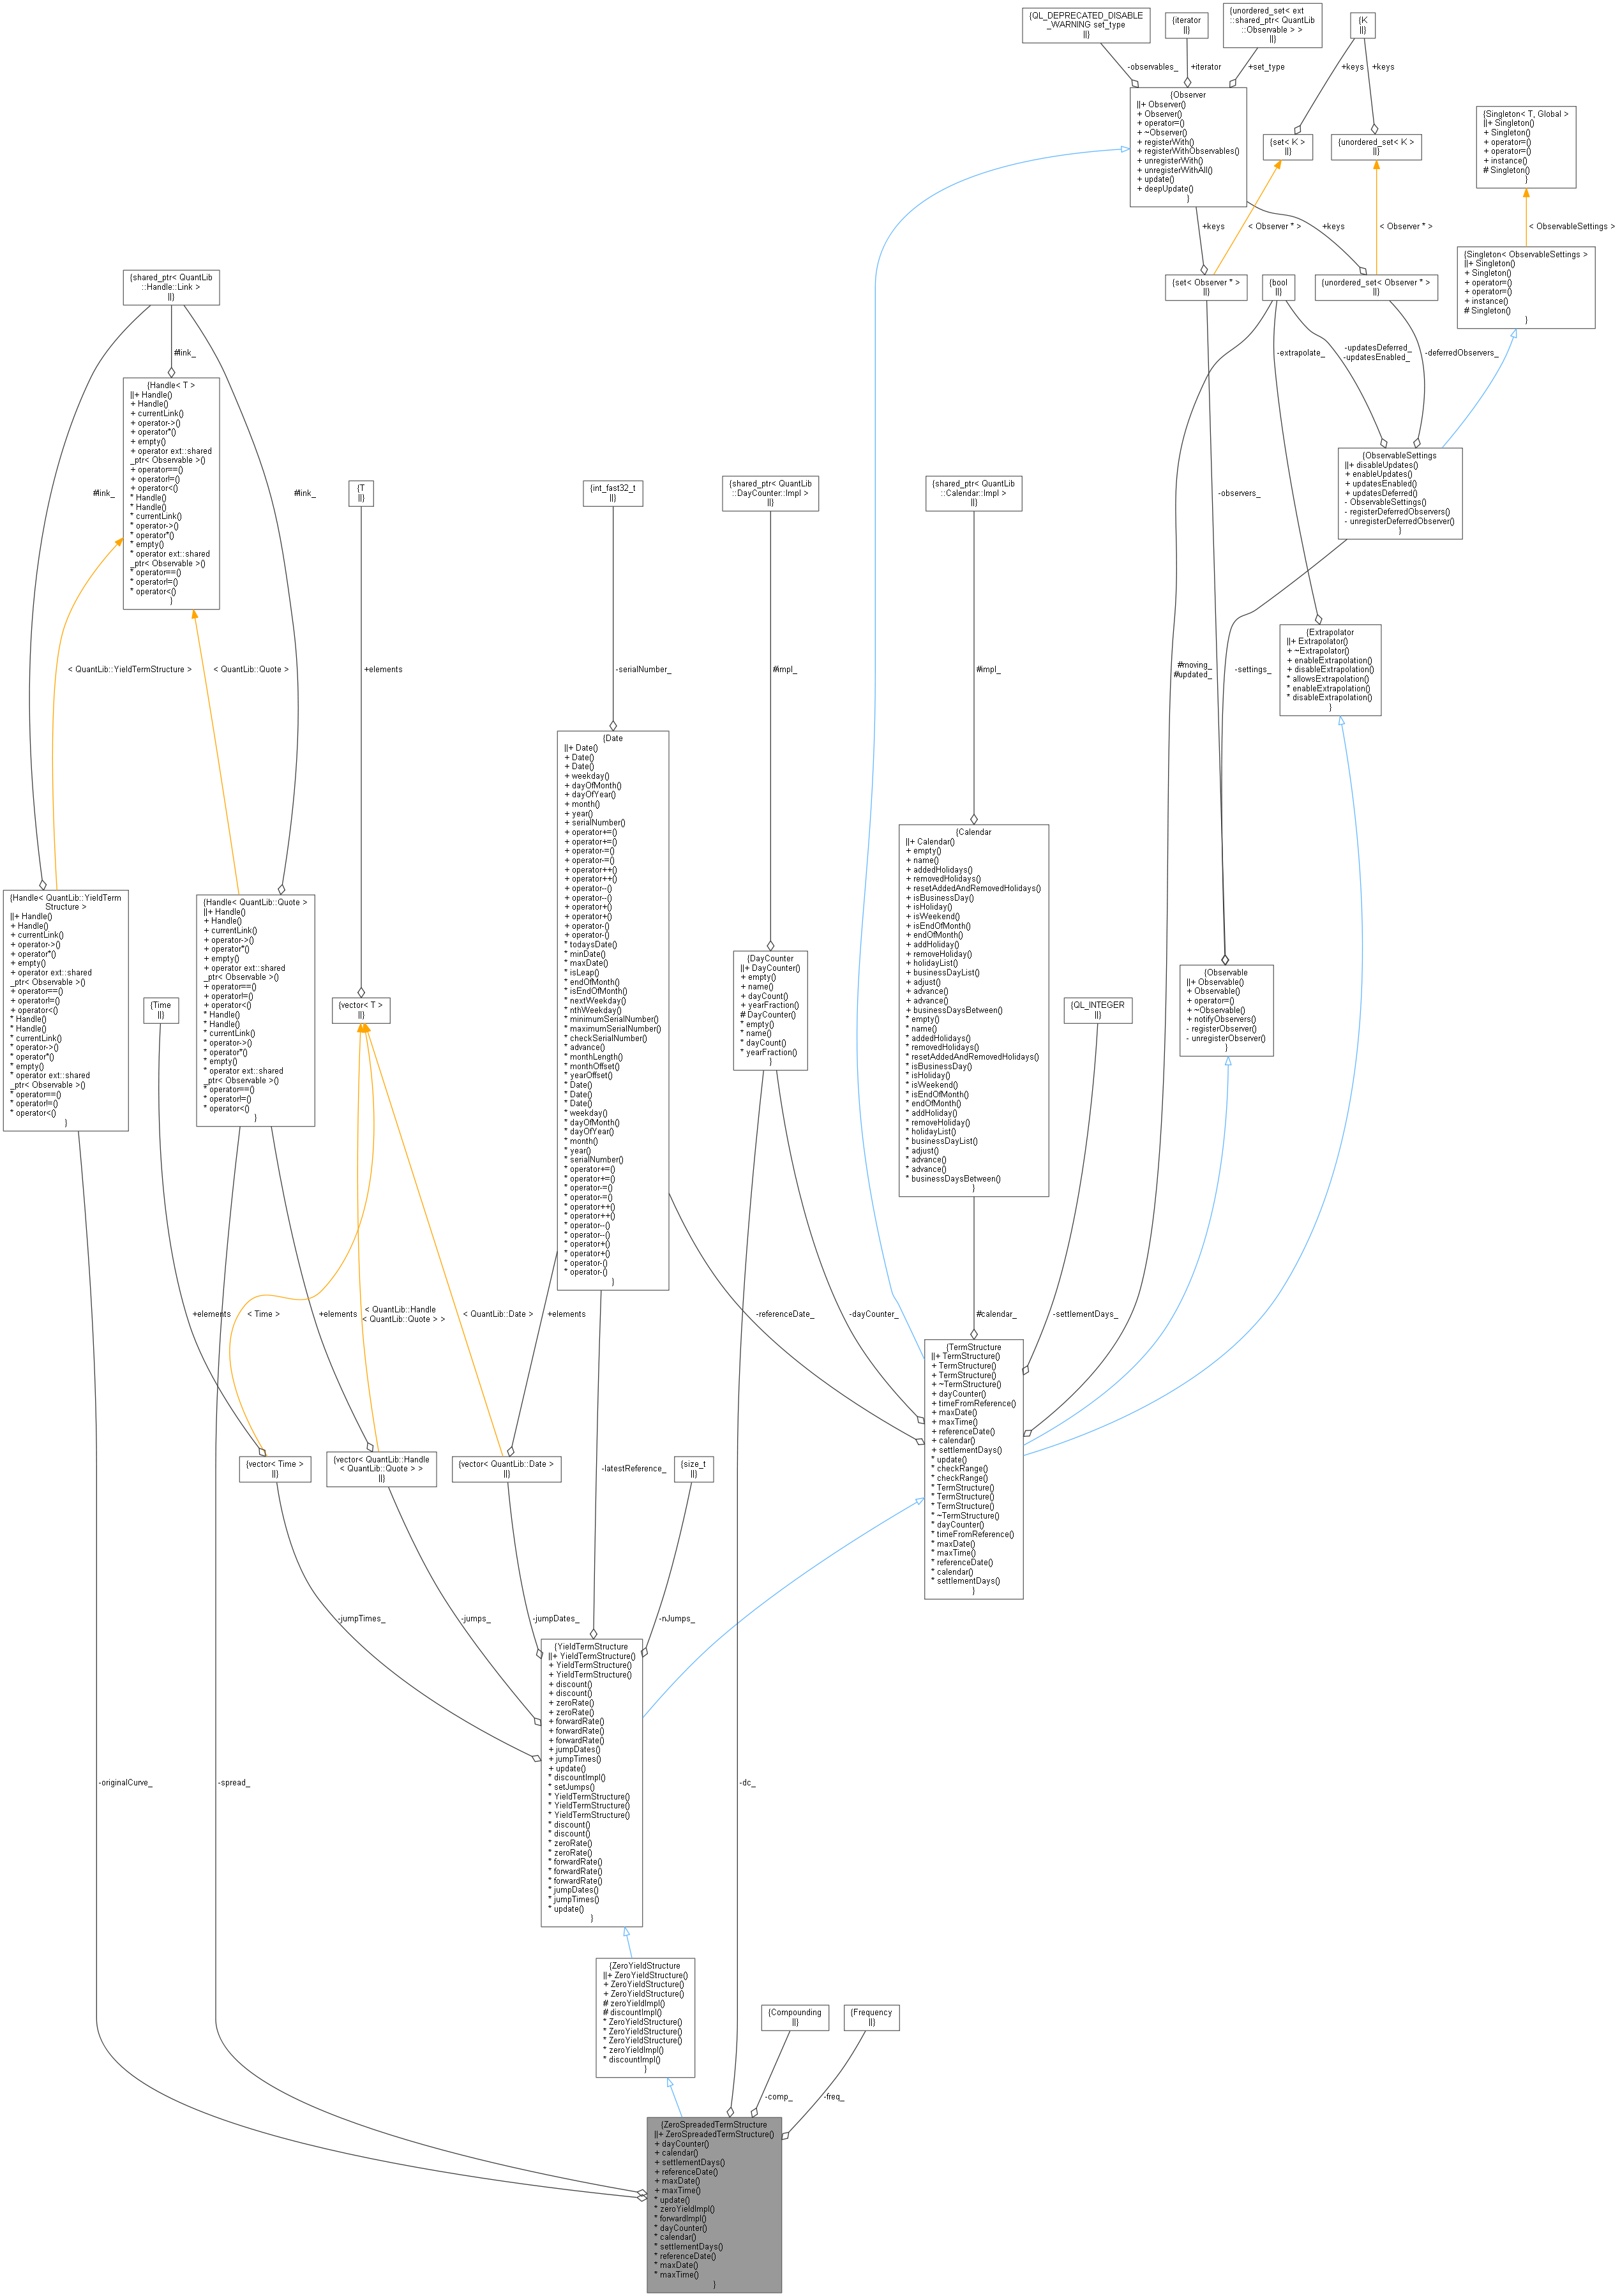 {QL_DEPRECATED_DISABLE
_WARNING set_type
||}
{iterator
||}
{unordered_set< ext
::shared_ptr< QuantLib
::Observable > >
||}
{K
||}
-observables_
+iterator
+set_type
+keys
+keys
{Observer
||+ Observer()
+ Observer()
+ operator=()
+ ~Observer()
+ registerWith()
+ registerWithObservables()
+ unregisterWith()
+ unregisterWithAll()
+ update()
+ deepUpdate()
}
{set< K >
||}
{unordered_set< K >
||}
{Singleton< T, Global >
||+ Singleton()
+ Singleton()
+ operator=()
+ operator=()
+ instance()
# Singleton()
}
+keys
< Observer * >
+keys
< Observer * >
< ObservableSettings >
{shared_ptr< QuantLib
::Handle::Link >
||}
{set< Observer * >
||}
{bool
||}
{unordered_set< Observer * >
||}
{Singleton< ObservableSettings >
||+ Singleton()
+ Singleton()
+ operator=()
+ operator=()
+ instance()
# Singleton()
}
#link_
-extrapolate_
-updatesDeferred_
-updatesEnabled_
-deferredObservers_
{Handle< T >
||+ Handle()
+ Handle()
+ currentLink()
+ operator->()
+ operator*()
+ empty()
+ operator ext::shared
_ptr< Observable >()
+ operator==()
+ operator!=()
+ operator<()
* Handle()
* Handle()
* currentLink()
* operator->()
* operator*()
* empty()
* operator ext::shared
_ptr< Observable >()
* operator==()
* operator!=()
* operator<()
}
#link_
#link_
{T
||}
{int_fast32_t
||}
{shared_ptr< QuantLib
::DayCounter::Impl >
||}
{shared_ptr< QuantLib
::Calendar::Impl >
||}
-observers_
{ObservableSettings
||+ disableUpdates()
+ enableUpdates()
+ updatesEnabled()
+ updatesDeferred()
- ObservableSettings()
- registerDeferredObservers()
- unregisterDeferredObserver()
}
< QuantLib::YieldTermStructure >
< QuantLib::Quote >
+elements
-serialNumber_
#impl_
#impl_
#moving_
#updated_
-settings_
{Extrapolator
||+ Extrapolator()
+ ~Extrapolator()
+ enableExtrapolation()
+ disableExtrapolation()
* allowsExtrapolation()
* enableExtrapolation()
* disableExtrapolation()
}
{Handle< QuantLib::YieldTerm
Structure >
||+ Handle()
+ Handle()
+ currentLink()
+ operator->()
+ operator*()
+ empty()
+ operator ext::shared
_ptr< Observable >()
+ operator==()
+ operator!=()
+ operator<()
* Handle()
* Handle()
* currentLink()
* operator->()
* operator*()
* empty()
* operator ext::shared
_ptr< Observable >()
* operator==()
* operator!=()
* operator<()
}
{Handle< QuantLib::Quote >
||+ Handle()
+ Handle()
+ currentLink()
+ operator->()
+ operator*()
+ empty()
+ operator ext::shared
_ptr< Observable >()
+ operator==()
+ operator!=()
+ operator<()
* Handle()
* Handle()
* currentLink()
* operator->()
* operator*()
* empty()
* operator ext::shared
_ptr< Observable >()
* operator==()
* operator!=()
* operator<()
}
{Time
||}
{vector< T >
||}
{Date
||+ Date()
+ Date()
+ Date()
+ weekday()
+ dayOfMonth()
+ dayOfYear()
+ month()
+ year()
+ serialNumber()
+ operator+=()
+ operator+=()
+ operator-=()
+ operator-=()
+ operator++()
+ operator++()
+ operator--()
+ operator--()
+ operator+()
+ operator+()
+ operator-()
+ operator-()
* todaysDate()
* minDate()
* maxDate()
* isLeap()
* endOfMonth()
* isEndOfMonth()
* nextWeekday()
* nthWeekday()
* minimumSerialNumber()
* maximumSerialNumber()
* checkSerialNumber()
* advance()
* monthLength()
* monthOffset()
* yearOffset()
* Date()
* Date()
* Date()
* weekday()
* dayOfMonth()
* dayOfYear()
* month()
* year()
* serialNumber()
* operator+=()
* operator+=()
* operator-=()
* operator-=()
* operator++()
* operator++()
* operator--()
* operator--()
* operator+()
* operator+()
* operator-()
* operator-()
}
{DayCounter
||+ DayCounter()
+ empty()
+ name()
+ dayCount()
+ yearFraction()
# DayCounter()
* empty()
* name()
* dayCount()
* yearFraction()
}
{Calendar
||+ Calendar()
+ empty()
+ name()
+ addedHolidays()
+ removedHolidays()
+ resetAddedAndRemovedHolidays()
+ isBusinessDay()
+ isHoliday()
+ isWeekend()
+ isEndOfMonth()
+ endOfMonth()
+ addHoliday()
+ removeHoliday()
+ holidayList()
+ businessDayList()
+ adjust()
+ advance()
+ advance()
+ businessDaysBetween()
* empty()
* name()
* addedHolidays()
* removedHolidays()
* resetAddedAndRemovedHolidays()
* isBusinessDay()
* isHoliday()
* isWeekend()
* isEndOfMonth()
* endOfMonth()
* addHoliday()
* removeHoliday()
* holidayList()
* businessDayList()
* adjust()
* advance()
* advance()
* businessDaysBetween()
}
{QL_INTEGER
||}
{Observable
||+ Observable()
+ Observable()
+ operator=()
+ ~Observable()
+ notifyObservers()
- registerObserver()
- unregisterObserver()
}
+elements
< Time >
+elements
< QuantLib::Handle
< QuantLib::Quote > >
< QuantLib::Date >
+elements
-referenceDate_
-dayCounter_
#calendar_
-settlementDays_
{vector< Time >
||}
{vector< QuantLib::Handle
< QuantLib::Quote > >
||}
{vector< QuantLib::Date >
||}
-latestReference_
{size_t
||}
{TermStructure
||+ TermStructure()
+ TermStructure()
+ TermStructure()
+ ~TermStructure()
+ dayCounter()
+ timeFromReference()
+ maxDate()
+ maxTime()
+ referenceDate()
+ calendar()
+ settlementDays()
* update()
* checkRange()
* checkRange()
* TermStructure()
* TermStructure()
* TermStructure()
* ~TermStructure()
* dayCounter()
* timeFromReference()
* maxDate()
* maxTime()
* referenceDate()
* calendar()
* settlementDays()
}
-jumpTimes_
-jumps_
-jumpDates_
-nJumps_
{YieldTermStructure
||+ YieldTermStructure()
+ YieldTermStructure()
+ YieldTermStructure()
+ discount()
+ discount()
+ zeroRate()
+ zeroRate()
+ forwardRate()
+ forwardRate()
+ forwardRate()
+ jumpDates()
+ jumpTimes()
+ update()
* discountImpl()
* setJumps()
* YieldTermStructure()
* YieldTermStructure()
* YieldTermStructure()
* discount()
* discount()
* zeroRate()
* zeroRate()
* forwardRate()
* forwardRate()
* forwardRate()
* jumpDates()
* jumpTimes()
* update()
}
-originalCurve_
-spread_
-dc_
{ZeroYieldStructure
||+ ZeroYieldStructure()
+ ZeroYieldStructure()
+ ZeroYieldStructure()
# zeroYieldImpl()
# discountImpl()
* ZeroYieldStructure()
* ZeroYieldStructure()
* ZeroYieldStructure()
* zeroYieldImpl()
* discountImpl()
}
{Compounding
||}
{Frequency
||}
-comp_
-freq_
{ZeroSpreadedTermStructure
||+ ZeroSpreadedTermStructure()
+ dayCounter()
+ calendar()
+ settlementDays()
+ referenceDate()
+ maxDate()
+ maxTime()
* update()
* zeroYieldImpl()
* forwardImpl()
* dayCounter()
* calendar()
* settlementDays()
* referenceDate()
* maxDate()
* maxTime()
}